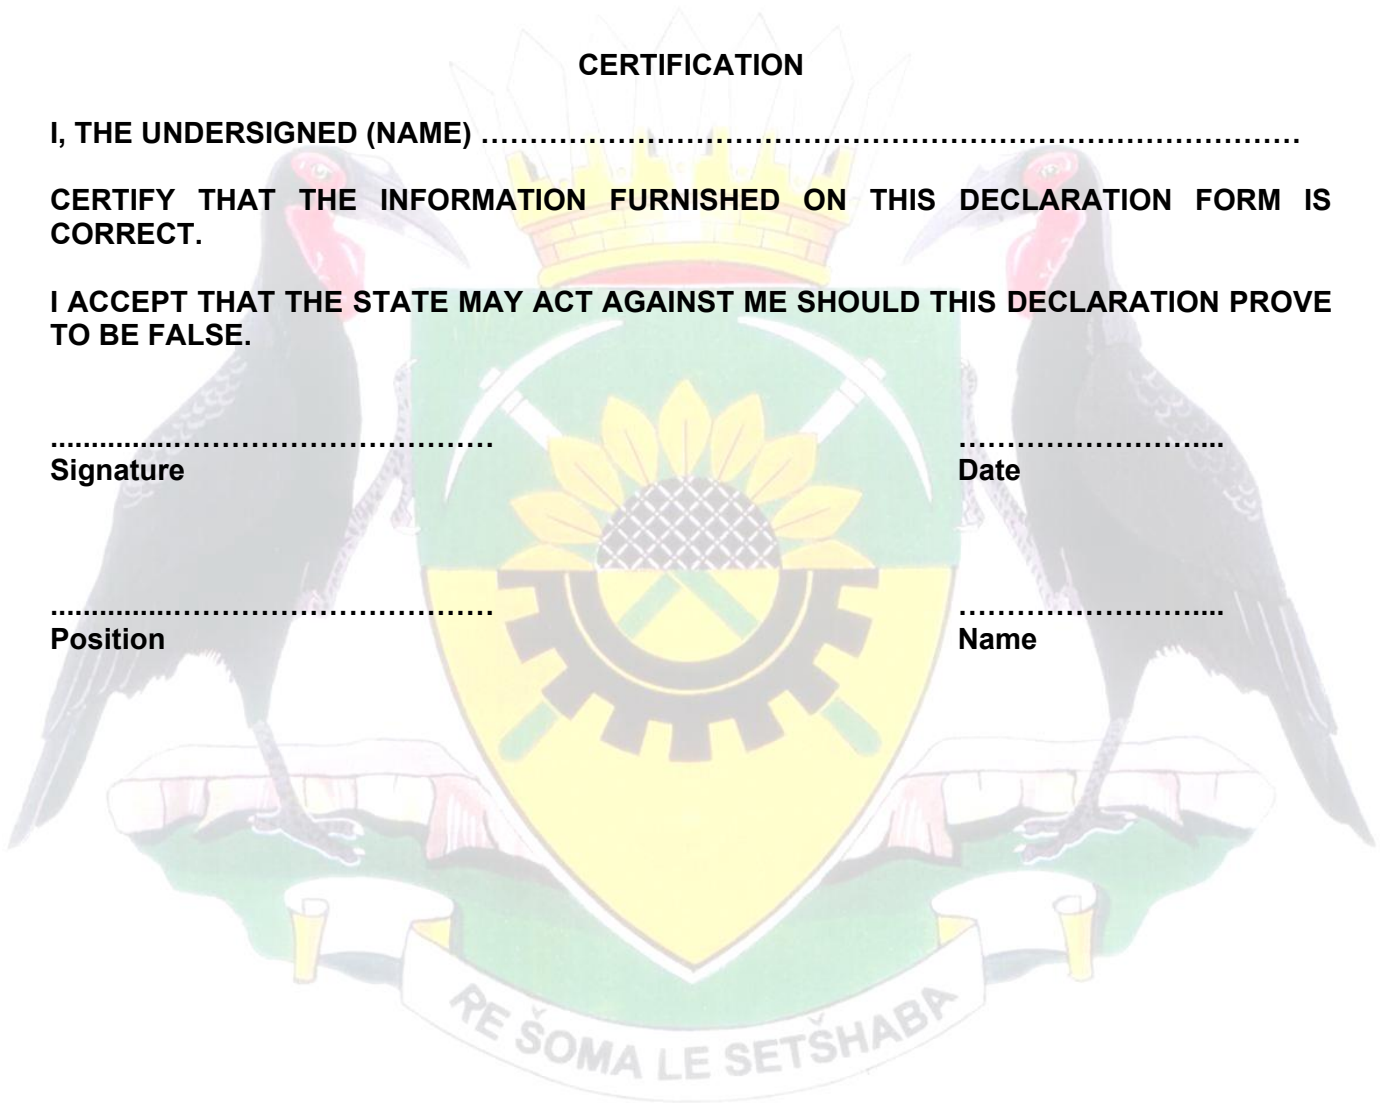 CERTIFICATION
I, THE UNDERSIGNED (NAME) ……………………………………………………………………………
CERTIFY THAT THE INFORMATION FURNISHED ON THIS DECLARATION FORM IS
CORRECT.
I ACCEPT THAT THE STATE MAY ACT AGAINST ME SHOULD THIS DECLARATION PROVE
TO BE FALSE.
...............…………………………… ……………………....
Signature Date
...............…………………………… ……………………....
Position Name
RE ŠOMA LE SETŠHABA